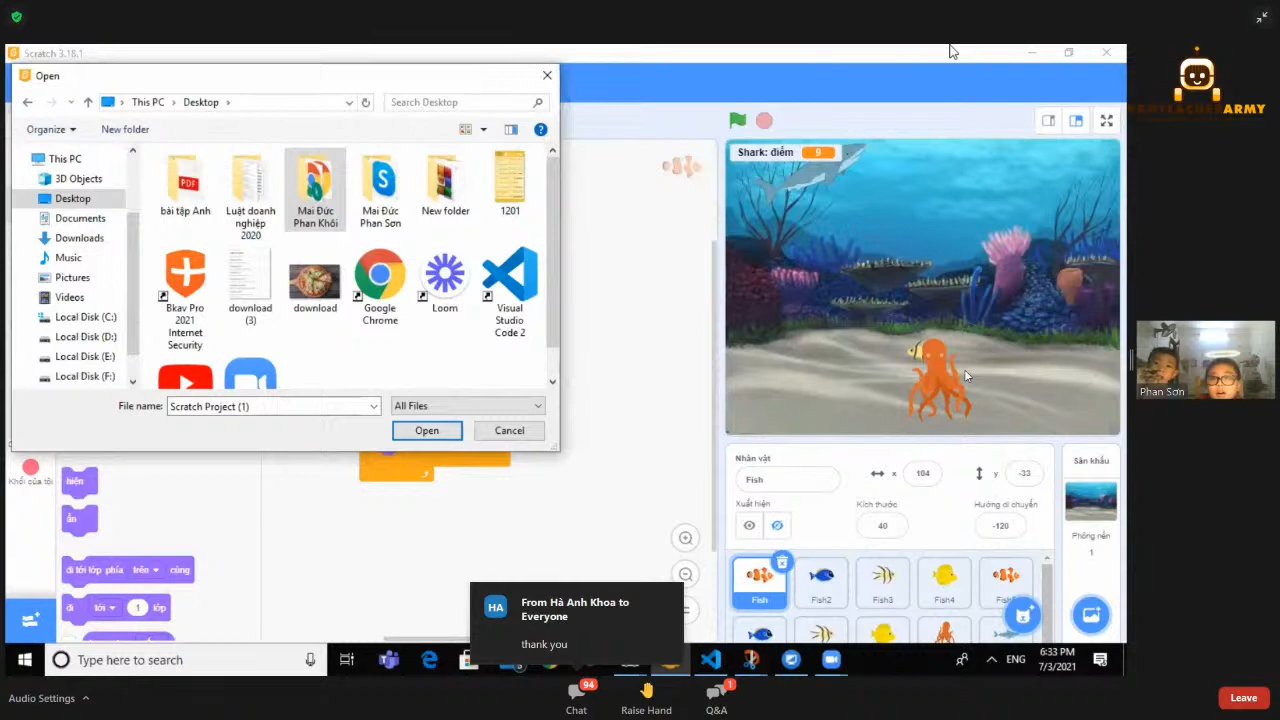 Scratch 3.18.1
Open
This PC
Desktop
Search Desktop
Organize
New folder
This PC
3D Objects
Desktop
Documents
Downloads
Music
Pictures
Videos
Local Disk (C:)
Local Disk (D:)
Local Disk (E:)
Local Disk (F:)
PDF
bài tập Anh
Luật doanh
nghiệp
2020
Mai Đức
Phan Khôi
Mai Đức
Phan Sơn
New folder
1201
Bkav Pro
2021
Internet
Security
download
(3)
download
Google
Chrome
Loom
Visual
Studio
Code 2
File name:
Scratch Project (1)
All Files
Open
Cancel
Shark: điểm
9
Khối của tôi
hiện
ẩn
đi tới lớp phía trên cùng
đi tới 1 lớp
Nhân vật
Fish
x
104
y
-33
Xuất hiện
Kích thước
40
Hướng di chuyển
-120
Sân khấu
Phông nền
1
Fish
Fish2
Fish3
Fish4
HA
From Hà Anh Khoa to
Everyone
thank you
ARMY
Phan Sơn
Type here to search
ENG
6:33 PM
7/3/2021
Audio Settings
94
Chat
Raise Hand
1
Q&A
Leave